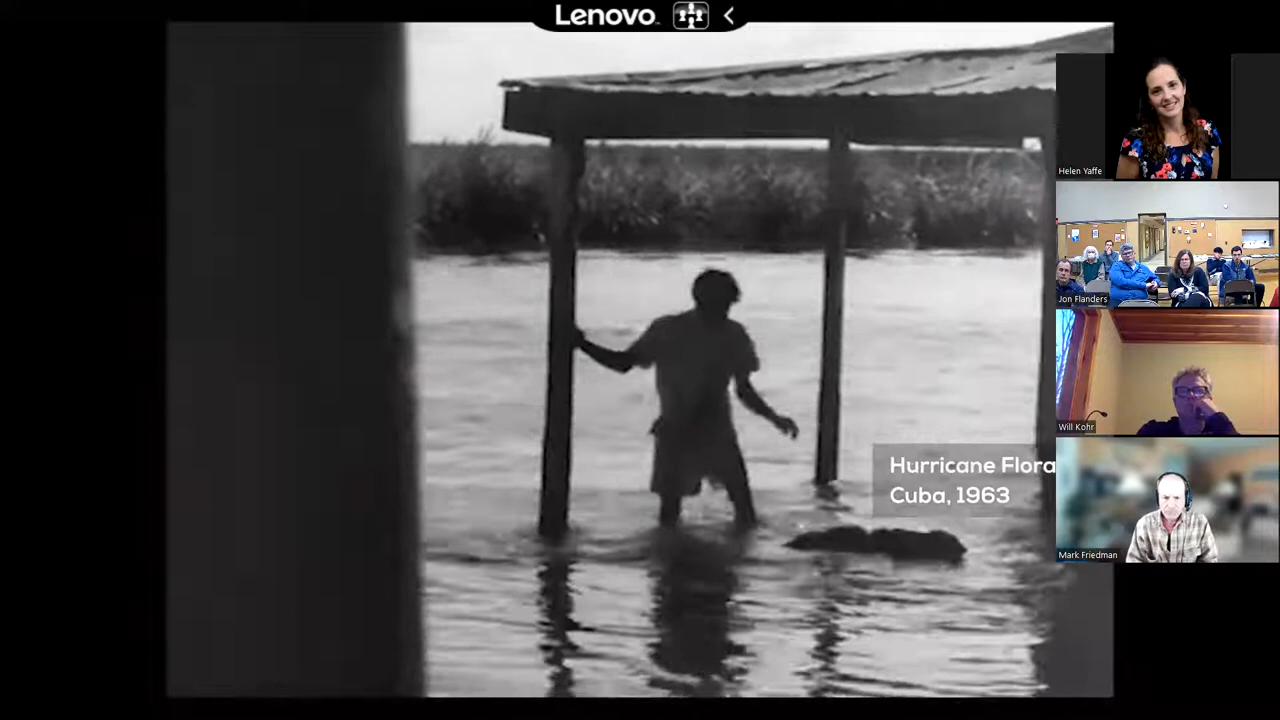 Lenovo
Helen Yaffe
Jon Flanders
Hurricane Flora
Cuba, 1963
Will Kohr
Mark Friedman